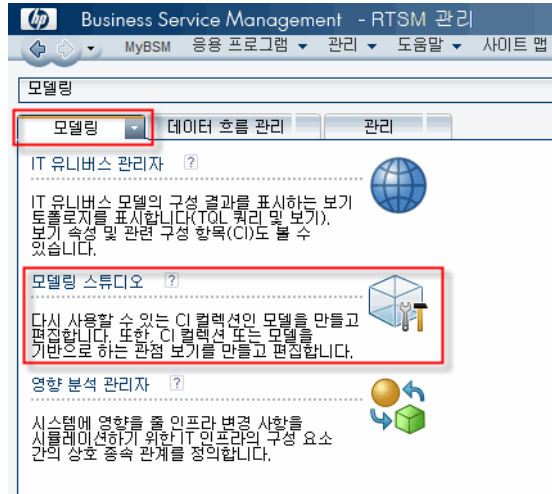 hp Business Service Management - RTSM 관리
MyBSM 응용 프로그램 관리 도움말 사이트 맵
모델링
모델링 데이터 흐름 관리 관리
IT 유니버스 관리자 ?
IT 유니버스 모델의 구성 결과를 표시하는 보기
토폴로지를 표시합니다(TQL 쿼리 및 보기).
보기 속성 및 관련 구성 항목(CI)도 볼 수
있습니다.
모델링 스튜디오 ?
다시 사용할 수 있는 CI 컬렉션인 모델을 만들고
편집합니다. 또한, CI 컬렉션 또는 모델을
기반으로 하는 관점 보기를 만들고 편집합니다.
영향 분석 관리자 ?
시스템에 영향을 줄 인프라 변경 사항을
시뮬레이션하기 위한 IT 인프라의 구성 요소
간의 상호 종속 관계를 정의합니다.